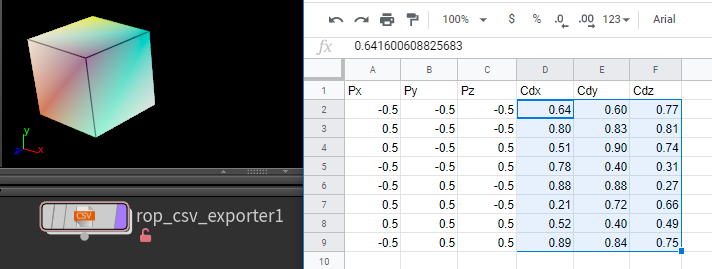 100% $ % .0 .00 123 Arial
fx 0.641600608825683
A B C D E F
1 Px Py Pz Cdx Cdy Cdz
2 -0.5 -0.5 -0.5 0.64 0.60 0.77
3 0.5 -0.5 -0.5 0.80 0.83 0.81
4 0.5 -0.5 0.5 0.51 0.90 0.74
5 -0.5 -0.5 0.5 0.78 0.40 0.31
6 -0.5 0.5 -0.5 0.88 0.88 0.27
7 0.5 0.5 -0.5 0.21 0.72 0.66
8 0.5 0.5 0.5 0.52 0.40 0.49
9 -0.5 0.5 0.5 0.89 0.84 0.75
10
y
z x
CSV
rop_csv_exporter1